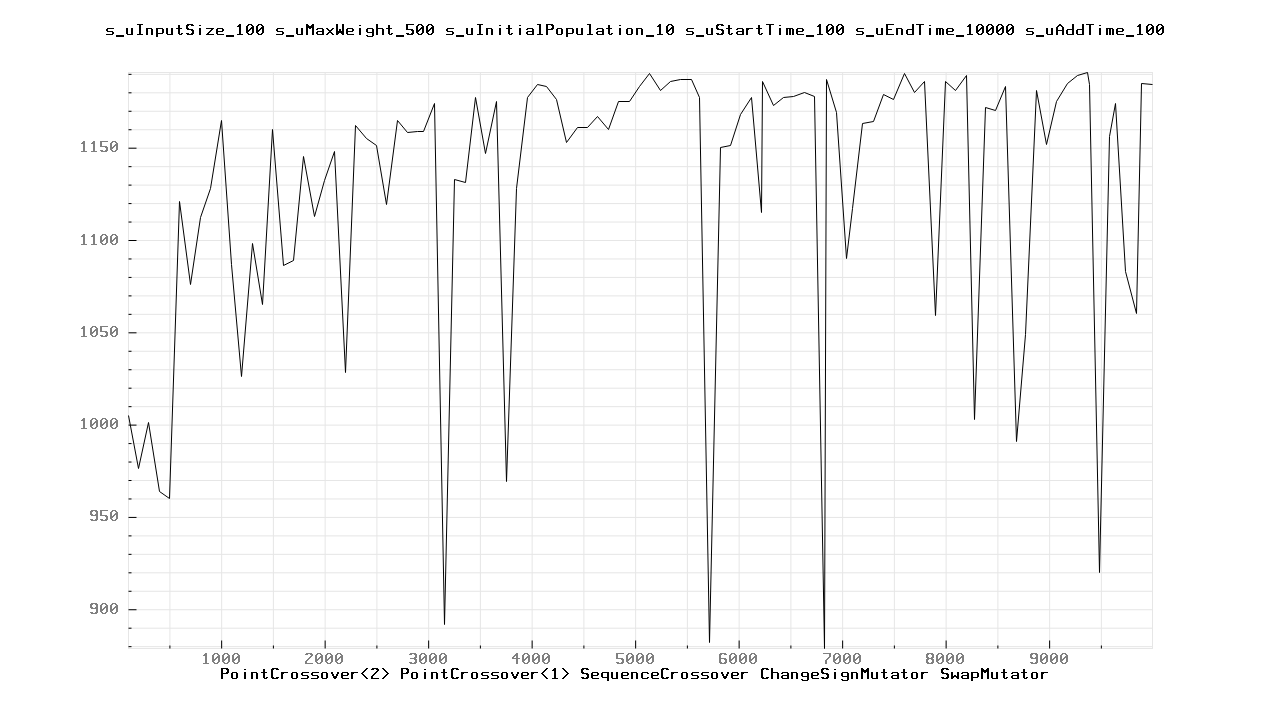 s_uInputSize_100 s_uMaxWeight_500 s_uInitialPopulation_10 s_uStartTime_100 s_uEndTime_10000 s_uAddTime_100
1150
1100
1050
1000
950
900
1000 2000 3000 4000 5000 6000 7000 8000 9000
PointCrossover<2> PointCrossover<1> SequenceCrossover ChangeSignMutator SwapMutator